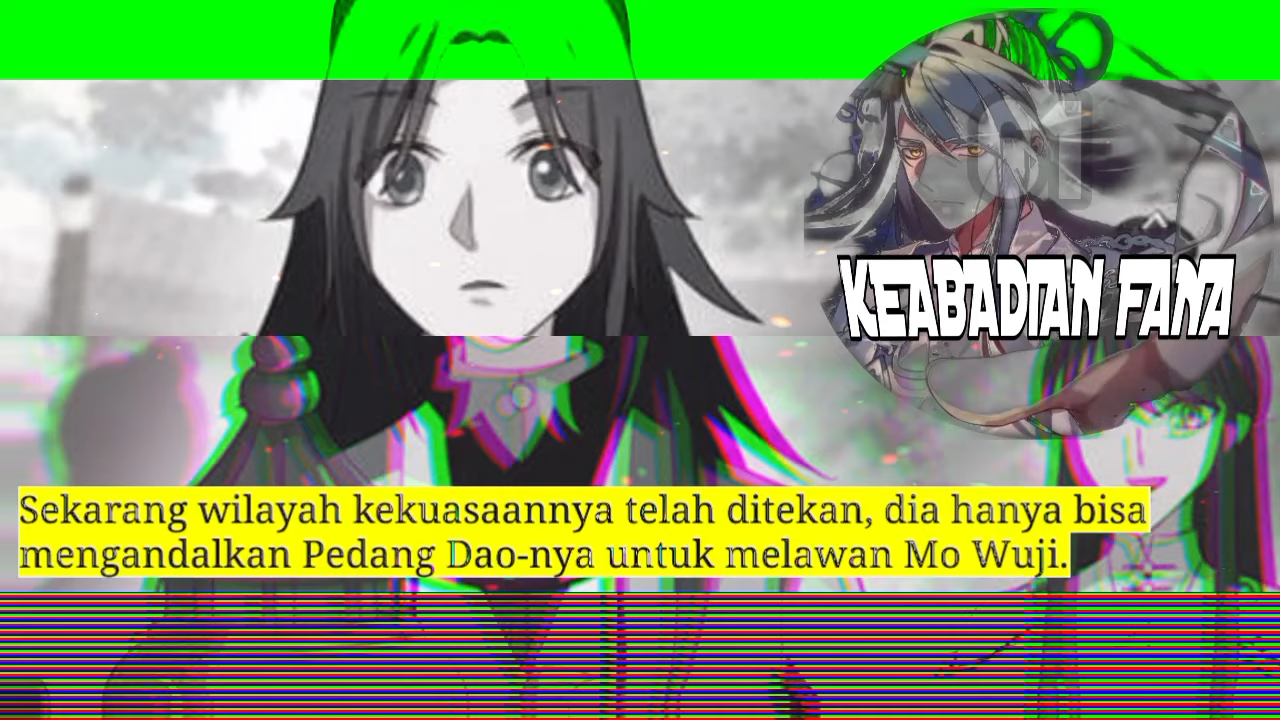 KEABADIAN FANA
Sekarang wilayah kekuasaannya telah ditekan, dia hanya bisa
mengandalkan Pedang Dao-nya untuk melawan Mo Wuji.